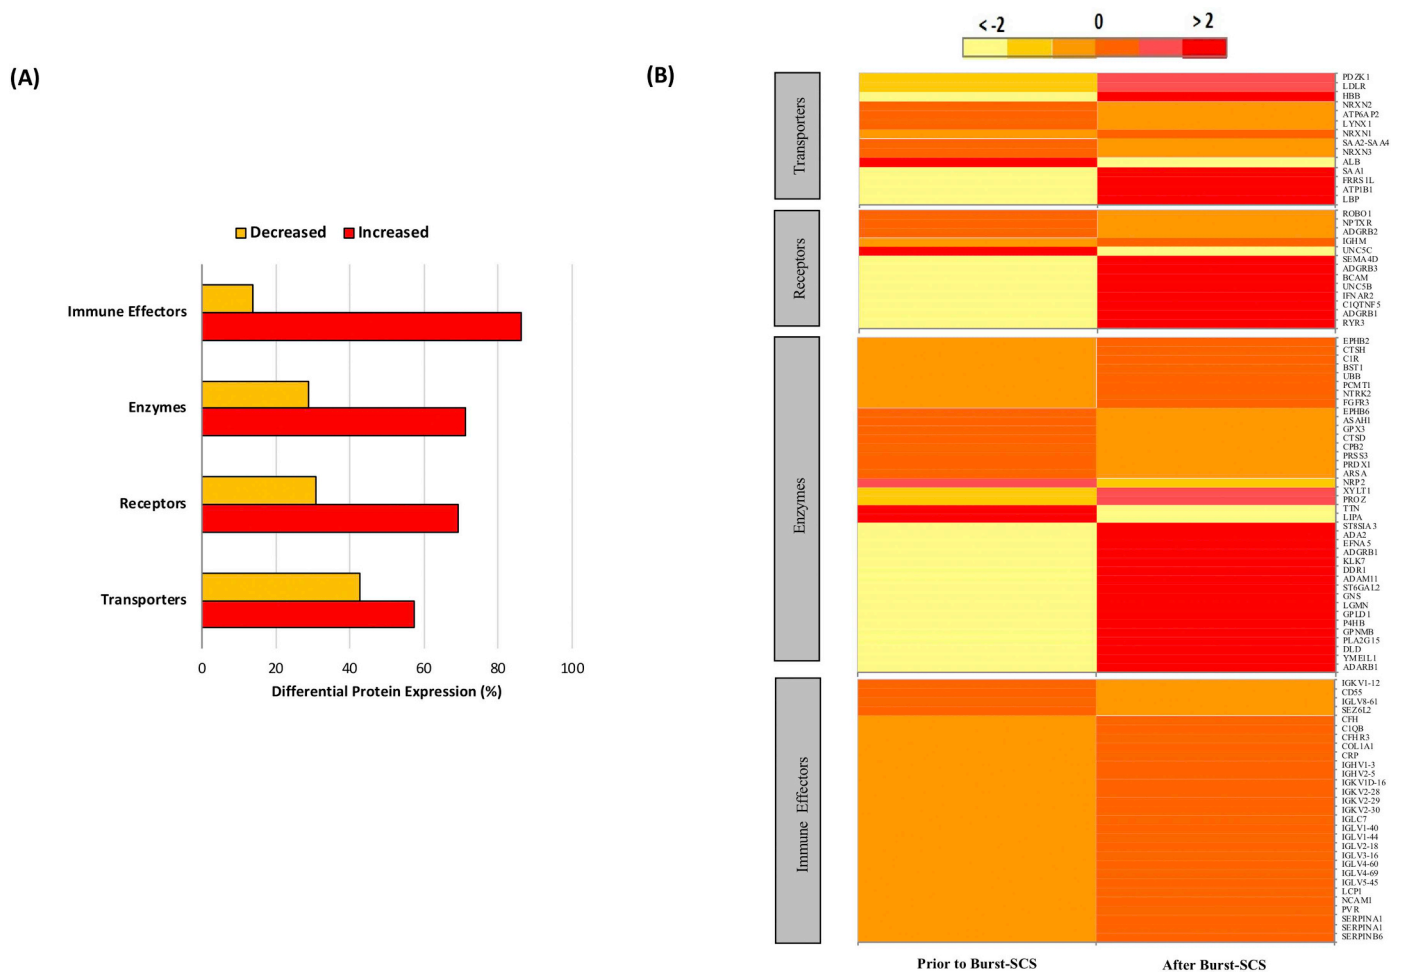 (A)
Decreased Increased
Immune Effectors
Enzymes
Receptors
Transporters
0 20 40 60 80 100
Differential Protein Expression (%)
(B)
< -2 0 > 2
Transporters
PDZK1
LDLR
HBB
NRXN2
ATP6AP2
LYNX1
NRXN1
SAA2-SAA4
NRXN3
ALB
SAA1
FRRS1L
ATP1B1
LBP
Receptors
ROBO1
NPTXR
ADGRB2
IGHM
UNC5C
SEMA4D
ADGRB3
BCAM
UNC5B
IFNAR2
C1QTNF5
ADGRB1
RYR3
Enzymes
EPHB2
CTSH
C1R
BST1
UBB
PCMT1
NTRK2
FGFR3
EPHB6
ASAH1
GPX3
CTSD
CPB2
PRSS3
PRDX1
ARSA
NRP2
XYLT1
PROZ
TTN
LIPA
ST8SIA3
ADA2
EFNA5
ADGRB1
KLK7
DDR1
ADAM11
ST6GAL2
GNS
LGMN
GPLD1
P4HB
GPNMB
PLA2G15
DLD
YME1L1
ADARB1
Immune Effectors
IGKV1-12
CD55
IGLV8-61
SEZ6L2
CFH
C1QB
CFHR3
COL1A1
CRP
IGHV1-3
IGHV2-5
IGKV1D-16
IGKV2-28
IGKV2-29
IGKV2-30
IGLC7
IGLV1-40
IGLV1-44
IGLV2-18
IGLV3-16
IGLV4-60
IGLV4-69
IGLV5-45
LCP1
NCAM1
PVR
SERPINA1
SERPINA1
SERPINB6
Prior to Burst-SCS After Burst-SCS